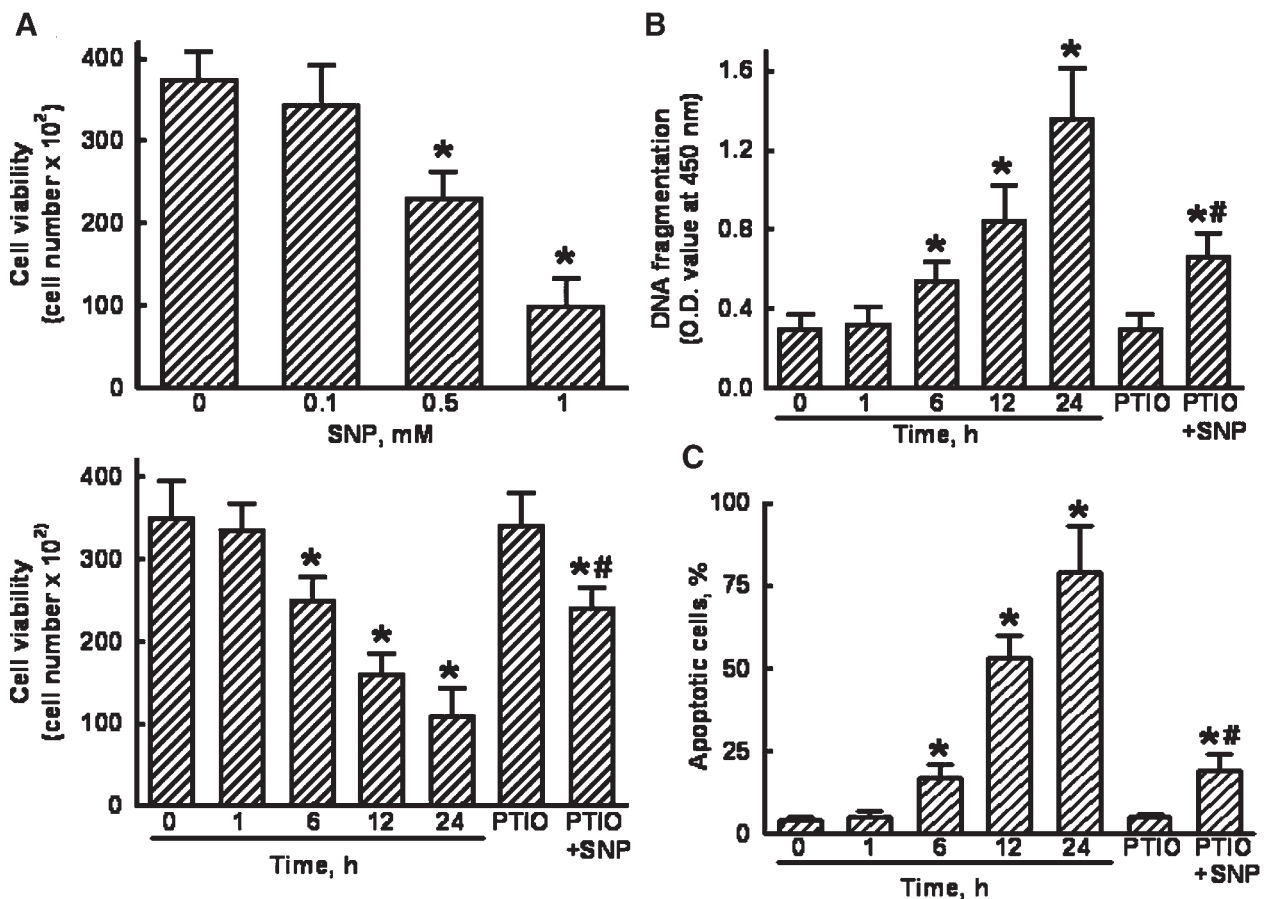 A
Cell viability
(cell number x 10²)
400
300
200
100
0
*
*
0 0.1 0.5 1
SNP, mM
Cell viability
(cell number x 10²)
400
300
200
100
0
*
*
*
*#
0 1 6 12 24 PTIO PTIO
+SNP
Time, h
B
DNA fragmentation
(O.D. value at 450 nm)
1.6
1.2
0.8
0.4
0.0
*
*
*
*#
0 1 6 12 24 PTIO PTIO
+SNP
Time, h
C
Apoptotic cells, %
100
75
50
25
0
*
*
*
*#
0 1 6 12 24 PTIO PTIO
+SNP
Time, h